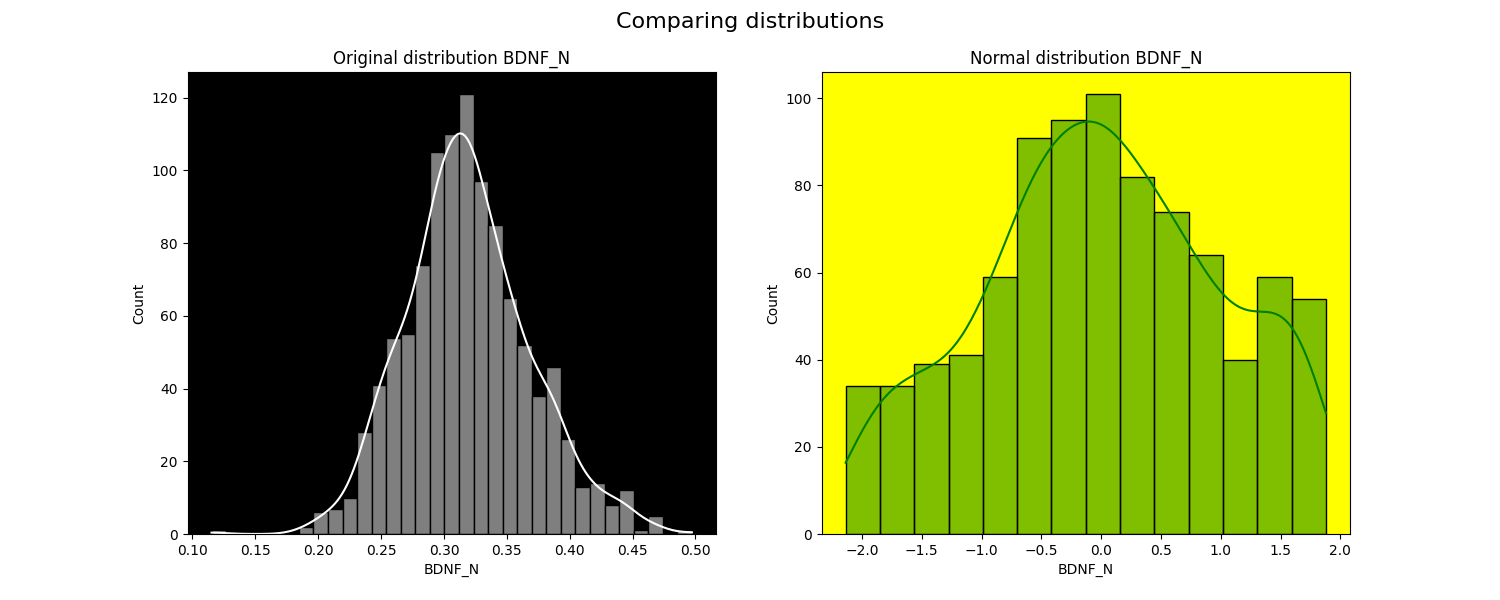 Comparing distributions
Original distribution BDNF_N
Count
120
100
80
60
40
20
0
0.10 0.15 0.20 0.25 0.30 0.35 0.40 0.45 0.50
BDNF_N
Normal distribution BDNF_N
Count
100
80
60
40
20
0
−2.0 −1.5 −1.0 −0.5 0.0 0.5 1.0 1.5 2.0
BDNF_N